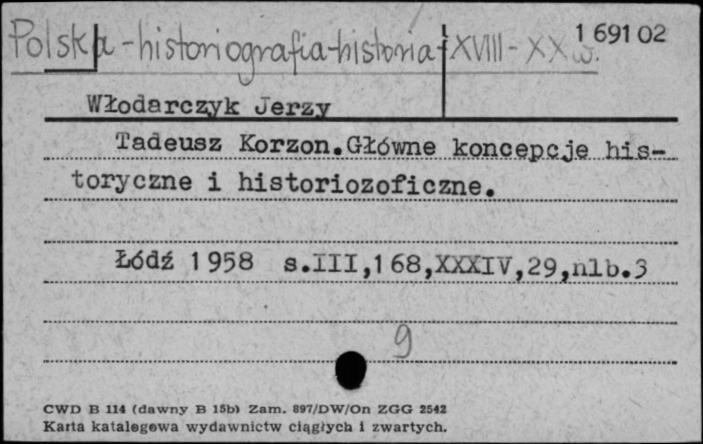 Polska - historiografia - historia - XVIII - XX w. 1 691 02
Włodarczyk Jerzy
Tadeusz Korzon.Główne koncepcje his-
toryczne i historiozoficzne.
Łódź 1958 s.III,168,XXXIV,29,nlb.3
9
CWD B 114 (dawny B 15b) Zam. 897/DW/On ZGG 2542
Karta katalogowa wydawnictw ciągłych i zwartych.